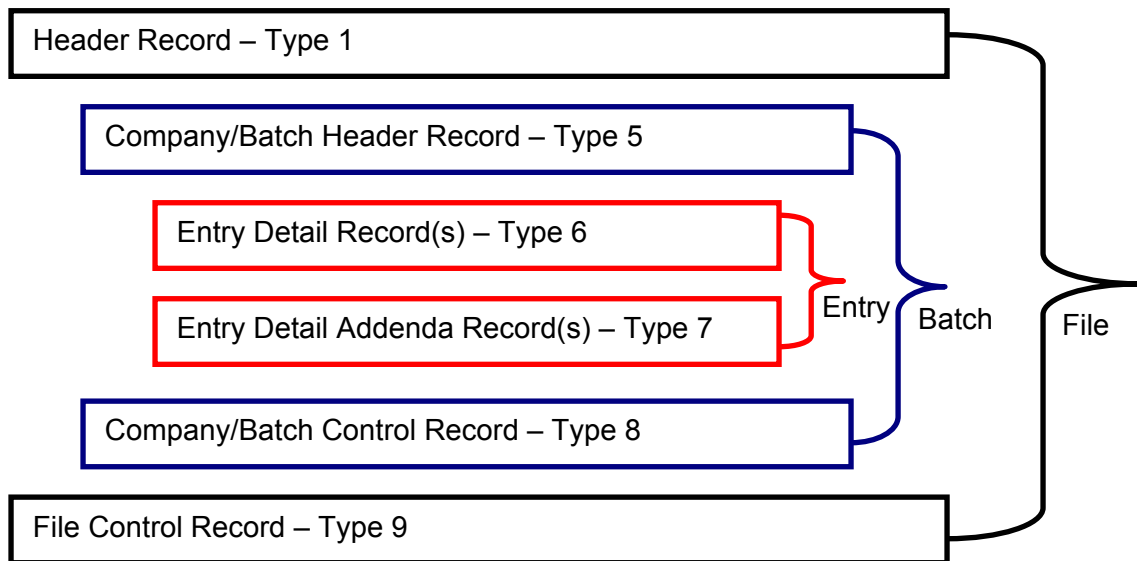 Header Record – Type 1
Company/Batch Header Record – Type 5
Entry Detail Record(s) – Type 6
Entry Detail Addenda Record(s) – Type 7
Entry
Batch
File
Company/Batch Control Record – Type 8
File Control Record – Type 9